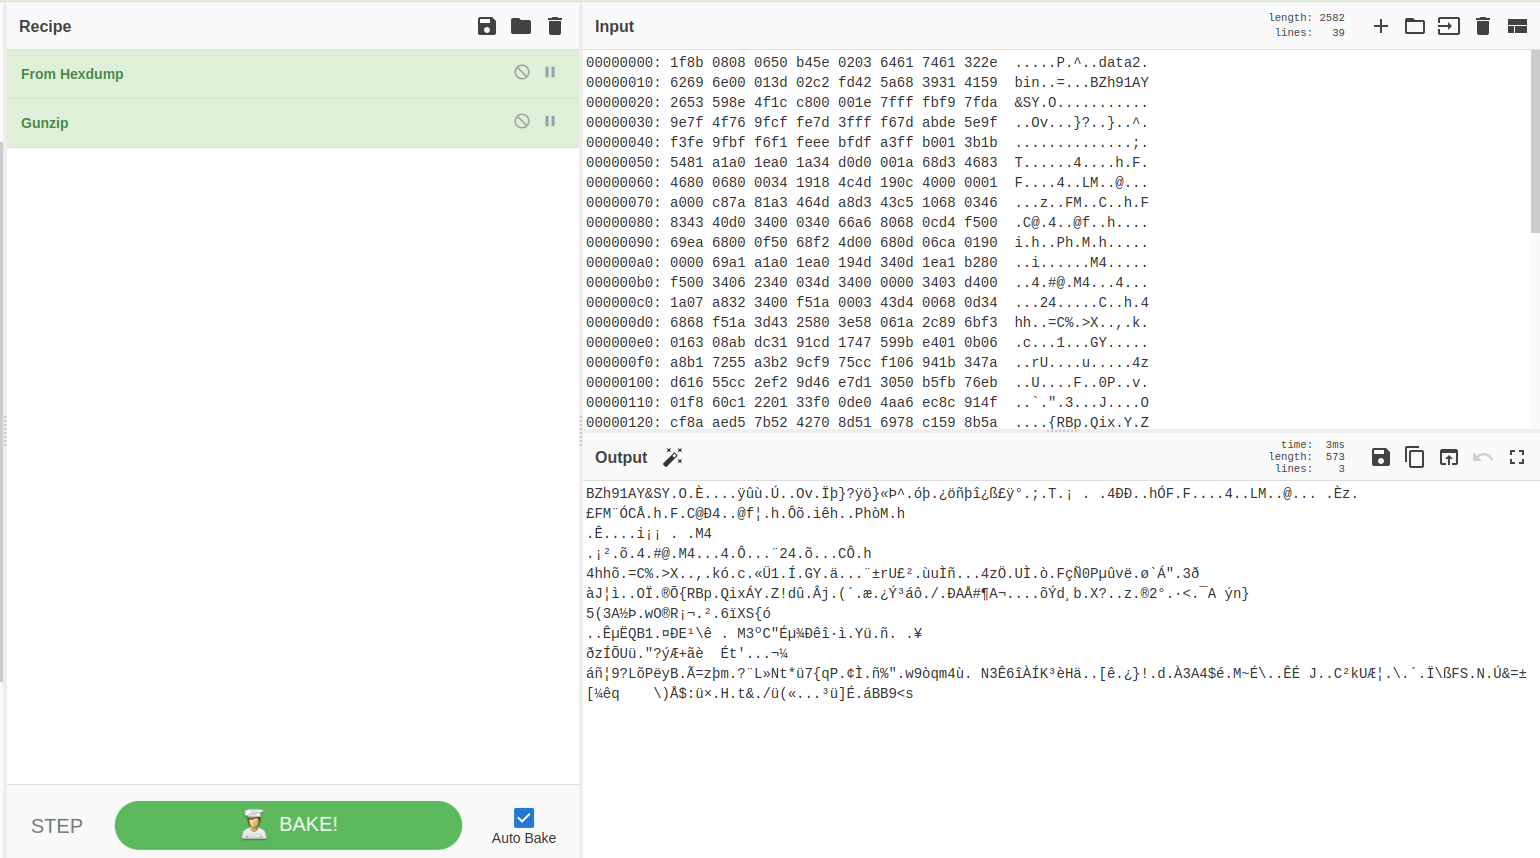 Recipe
From Hexdump
Gunzip
STEP
BAKE!
Auto Bake
Input
length: 2582
lines: 39
00000000: 1f8b 0808 0650 b45e 0203 6461 7461 322e  .....P.^..data2.
00000010: 6269 6e00 013d 02c2 fd42 5a68 3931 4159  bin..=...BZh91AY
00000020: 2653 598e 4f1c c800 001e 7fff fbf9 7fda  &SY.O...........
00000030: 9e7f 4f76 9fcf fe7d 3fff f67d abde 5e9f  ..Ov...}?..}..^.
00000040: f3fe 9fbf f6f1 feee bfdf a3ff b001 3b1b  ..............;.
00000050: 5481 a1a0 1ea0 1a34 d0d0 001a 68d3 4683  T......4....h.F.
00000060: 4680 0680 0034 1918 4c4d 190c 4000 0001  F....4..LM..@...
00000070: a000 c87a 81a3 464d a8d3 43c5 1068 0346  ...z..FM..C..h.F
00000080: 8343 40d0 3400 0340 66a6 8068 0cd4 f500  .C@.4..@f..h....
00000090: 69ea 6800 0f50 68f2 4d00 680d 06ca 0190  i.h..Ph.M.h.....
000000a0: 0000 69a1 a1a0 1ea0 194d 340d 1ea1 b280  ..i......M4.....
000000b0: f500 3406 2340 034d 3400 0000 3403 d400  ..4.#@.M4...4...
000000c0: 1a07 a832 3400 f51a 0003 43d4 0068 0d34  ...24.....C..h.4
000000d0: 6868 f51a 3d43 2580 3e58 061a 2c89 6bf3  hh..=C%.>X..,.k.
000000e0: 0163 08ab dc31 91cd 1747 599b e401 0b06  .c...1...GY.....
000000f0: a8b1 7255 a3b2 9cf9 75cc f106 941b 347a  ..rU....u.....4z
00000100: d616 55cc 2ef2 9d46 e7d1 3050 b5fb 76eb  ..U....F..0P..v.
00000110: 01f8 60c1 2201 33f0 0de0 4aa6 ec8c 914f  ..`.".3...J....O
00000120: cf8a aed5 7b52 4270 8d51 6978 c159 8b5a  ....{RBp.Qix.Y.Z
Output
time: 3ms
length: 573
lines: 3
BZh91AY&SY.O.È....ÿûù.Ú..Ov.Ïþ}?ÿö}«Þ^.óþ.¿öñþî¿ß£ÿ°.;.T.¡ . .4ÐÐ..hÓF.F....4..LM..@... .Èz.
£FM¨ÓCÅ.h.F.C@Ð4..@f¦.h.Ôõ.iêh..PhòM.h
.Ê....i¡¡ . .M4
.¡².õ.4.#@.M4...4.Ô...¨24.õ...CÔ.h
4hhõ.=C%.>X..,.kó.c.«Ü1.Í.GY.ä...¨±rU£².ùuÌñ...4zÖ.UÌ.ò.FçÑ0Pµûvë.ø`Á".3ð
àJ¦ì..OÏ.®Õ{RBp.QixÁY.Z!dû.Âj.(´.æ.¿Ý³áô./.ÐAÅ#¶A¬....õÝd¸b.X?..z.®2°.·<.¯A ýn}
5(3A½Þ.wO®R¡¬.².6ïXS{ó
..ÊµËQB1.¤ÐE¹\ê . M3ºC"Éµ¾Ðêî·ì.Yü.ñ. .¥
ðzÍÕUü."?ýÆ+ãè  Ét'...¬¼
áñ¦9?LõPëyB.Ã=zþm.?¨L»Nt*ü7{qP.¢Ì.ñ%".w9òqm4ù. N3Ê6îÀÍK³èHä..[ê.¿}!.d.À3A4$é.M~É\..ÊÉ J..C²kUÆ¦.\.´.Ï\ßFS.N.Ú&=±
[¼êq    \)Å$:ü×.H.t&./ü(«...³ü]É.áBB9<s